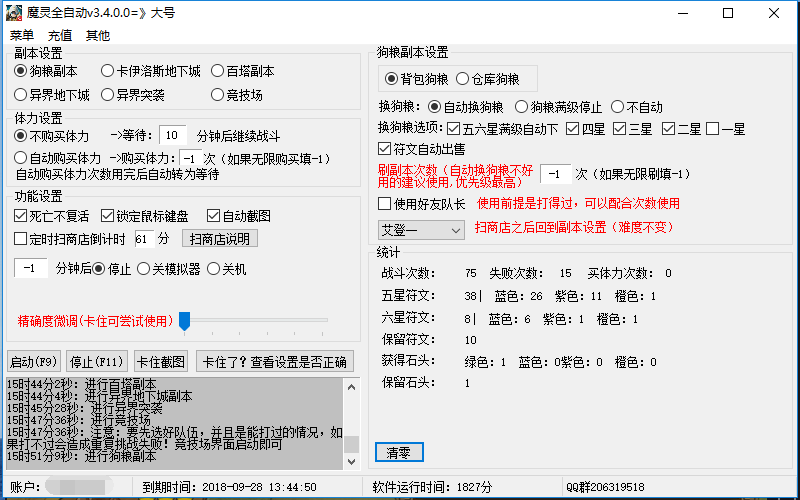 魔灵全自动v3.4.0.0=》大号
菜单 充值 其他
副本设置
狗粮副本 卡伊洛斯地下城 百塔副本
异界地下城 异界突袭 竞技场
体力设置
不购买体力 ->等待: 10 分钟后继续战斗
自动购买体力 ->购买体力: -1 次（如果无限购买填-1）
自动购买体力次数用完后自动转为等待
功能设置
死亡不复活 锁定鼠标键盘 自动截图
定时扫商店倒计时 61 分 扫商店说明
-1 分钟后 停止 关模拟器 关机
精确度微调(卡住可尝试使用)
启动(F9) 停止(F11) 卡住截图 卡住了？查看设置是否正确
15时44分2秒: 进行百塔副本
15时44分4秒: 进行异界地下城副本
15时45分28秒: 进行异界突袭
15时47分36秒: 进行竞技场
15时47分36秒: 注意: 要先选好队伍，并且是能打过的情况，如
果打不过会造成重复挑战失败! 竞技场界面启动即可
15时51分9秒: 进行狗粮副本
狗粮副本设置
背包狗粮 仓库狗粮
换狗粮: 自动换狗粮 狗粮满级停止 不自动
换狗粮选项: 五六星满级自动下 四星 三星 二星 一星
符文自动出售
刷副本次数（自动换狗粮不好
用的建议使用,优先级最高） -1 次（如果无限刷填-1）
使用好友队长 使用前提是打得过，可以配合次数使用
艾登一 扫商店之后回到副本设置（难度不变）
统计
战斗次数: 75 失败次数: 15 买体力次数: 0
五星符文: 38| 蓝色: 26 紫色: 11 橙色: 1
六星符文: 8| 蓝色: 6 紫色: 1 橙色: 1
保留符文: 10
获得石头: 绿色: 1 蓝色: 0紫色: 0 橙色: 0
保留石头: 1
清零
账户: 到期时间: 2018-09-28 13:44:50 软件运行时间: 1827分 QQ群206319518